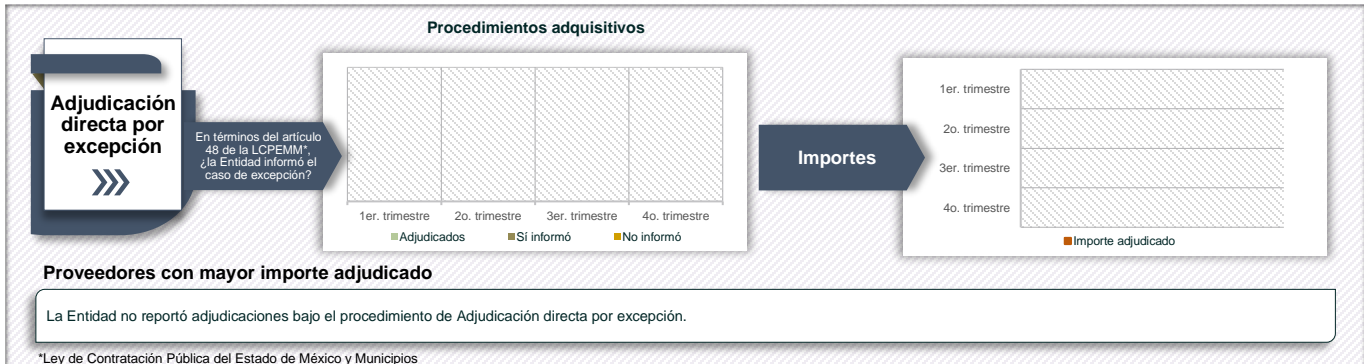 Procedimientos adquisitivos
Adjudicación
directa por
excepción
En términos del artículo
48 de la LCPEMM*,
¿la Entidad informó el
caso de excepción?
1er. trimestre 2o. trimestre 3er. trimestre 4o. trimestre
Adjudicados Sí informó No informó
Importes
1er. trimestre
2o. trimestre
3er. trimestre
4o. trimestre
Importe adjudicado
Proveedores con mayor importe adjudicado
La Entidad no reportó adjudicaciones bajo el procedimiento de Adjudicación directa por excepción.
*Ley de Contratación Pública del Estado de México y Municipios